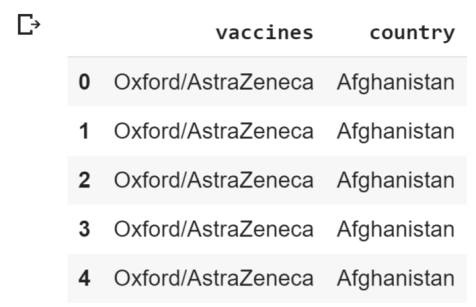 vaccines country
0 Oxford/AstraZeneca Afghanistan
1 Oxford/AstraZeneca Afghanistan
2 Oxford/AstraZeneca Afghanistan
3 Oxford/AstraZeneca Afghanistan
4 Oxford/AstraZeneca Afghanistan